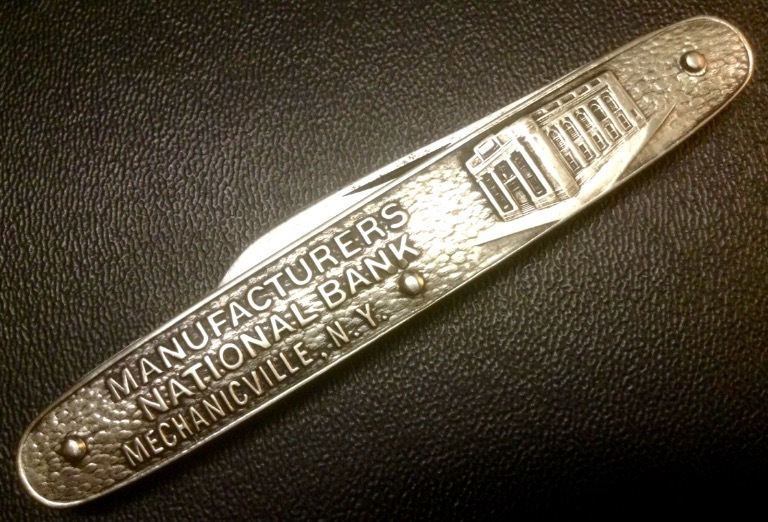 MANUFACTURERS
NATIONAL BANK
MECHANICVILLE, N.Y.